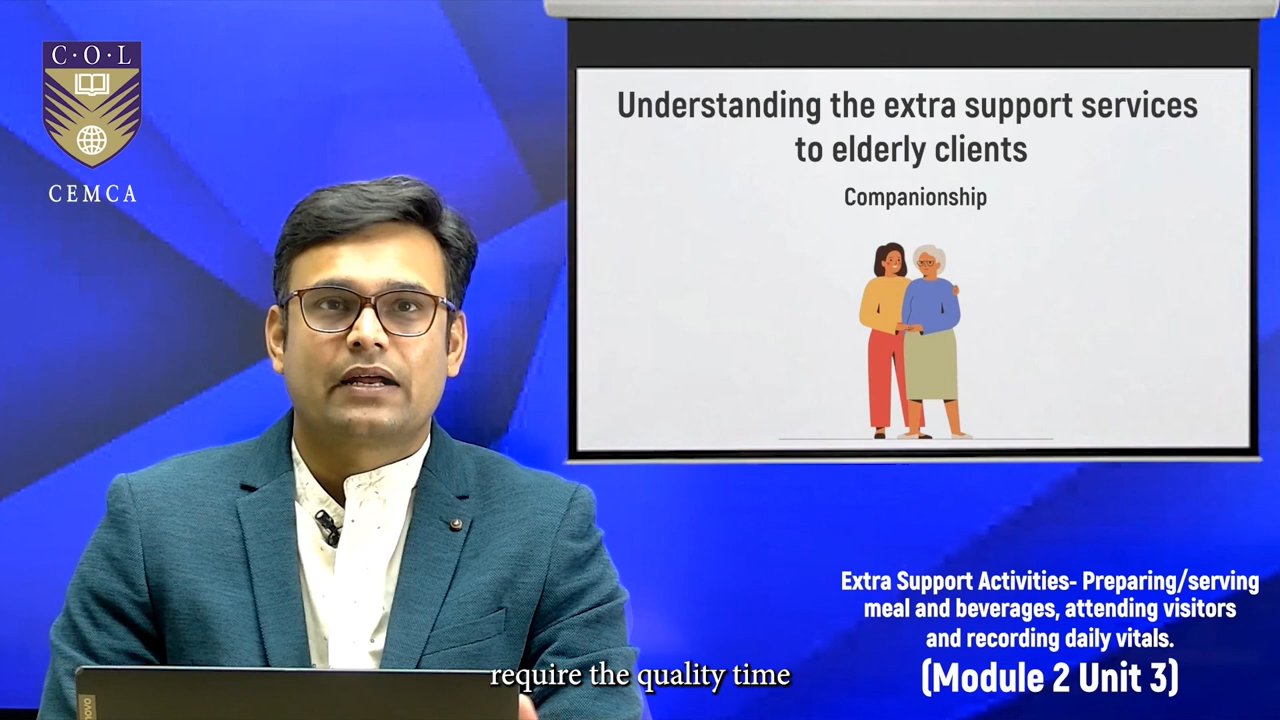 C·O·L
CEMCA
Understanding the extra support services
to elderly clients
Companionship
Extra Support Activities- Preparing/serving
meal and beverages, attending visitors
and recording daily vitals.
(Module 2 Unit 3)
require the quality time